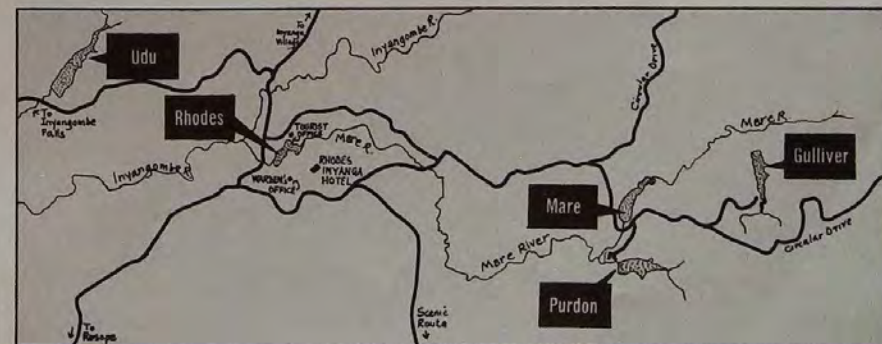 To
Inyanga
Village
Inyangombe R.
Udu
Circular Drive
To
Inyangombe
Falls
Rhodes
TOURIST
OFFICE
Mare R.
Mare R.
Gulliver
Inyangombe R.
WARDEN'S
OFFICE
RHODES
INYANGA
HOTEL
Mare
Mare River
Circular Drive
Purdon
To
Rusape
Scenic
Route